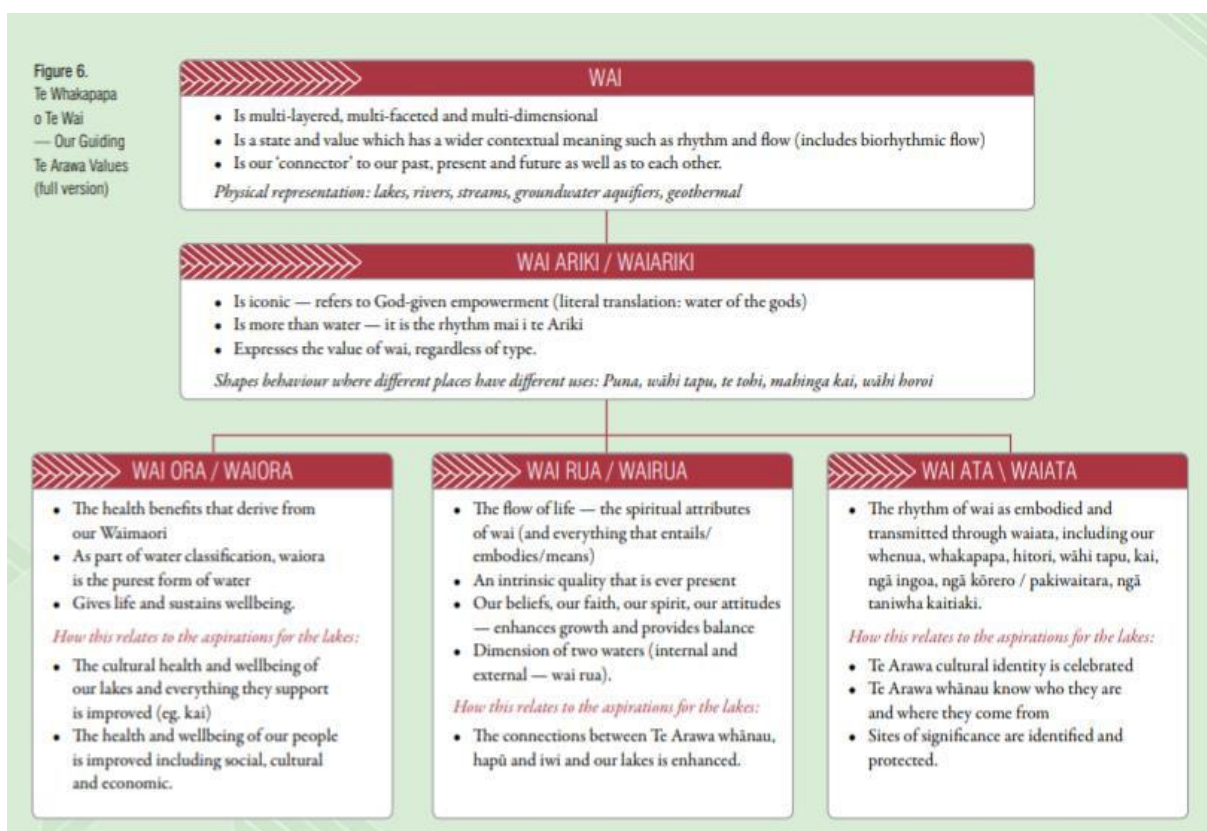 Figure 6.
Te Whakapapa
o Te Wai
— Our Guiding
Te Arawa Values
(full version)
WAI
• Is multi-layered, multi-faceted and multi-dimensional
• Is a state and value which has a wider contextual meaning such as rhythm and flow (includes biorhythmic flow)
• Is our 'connector' to our past, present and future as well as to each other.
Physical representation: lakes, rivers, streams, groundwater aquifiers, geothermal
WAI ARIKI / WAIARIKI
• Is iconic — refers to God-given empowerment (literal translation: water of the gods)
• Is more than water — it is the rhythm mai i te Ariki
• Expresses the value of wai, regardless of type.
Shapes behaviour where different places have different uses: Puna, wāhi tapu, te tohi, mahinga kai, wāhi horoi
WAI ORA / WAIORA
• The health benefits that derive from
our Waimaori
• As part of water classification, waiora
is the purest form of water
• Gives life and sustains wellbeing.
How this relates to the aspirations for the lakes:
• The cultural health and wellbeing of
our lakes and everything they support
is improved (eg. kai)
• The health and wellbeing of our people
is improved including social, cultural
and economic.
WAI RUA / WAIRUA
• The flow of life — the spiritual attributes
of wai (and everything that entails/
embodies/means)
• An intrinsic quality that is ever present
• Our beliefs, our faith, our spirit, our attitudes
— enhances growth and provides balance
• Dimension of two waters (internal and
external — wai rua).
How this relates to the aspirations for the lakes:
• The connections between Te Arawa whānau,
hapū and iwi and our lakes is enhanced.
WAI ATA \ WAIATA
• The rhythm of wai as embodied and
transmitted through waiata, including our
whenua, whakapapa, hitori, wāhi tapu, kai,
ngā ingoa, ngā kōrero / pakiwaitara, ngā
taniwha kaitiaki.
How this relates to the aspirations for the lakes:
• Te Arawa cultural identity is celebrated
• Te Arawa whānau know who they are
and where they come from
• Sites of significance are identified and
protected.